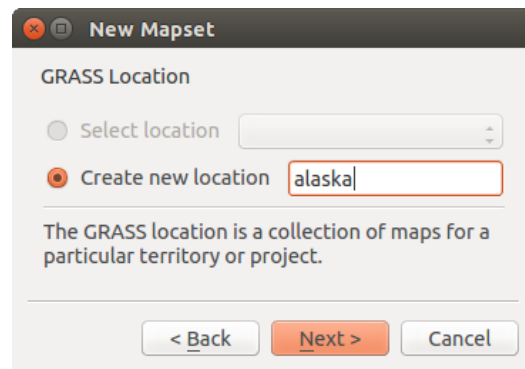 New Mapset
GRASS Location
Select location
Create new location alaska
The GRASS location is a collection of maps for a
particular territory or project.
< Back Next > Cancel